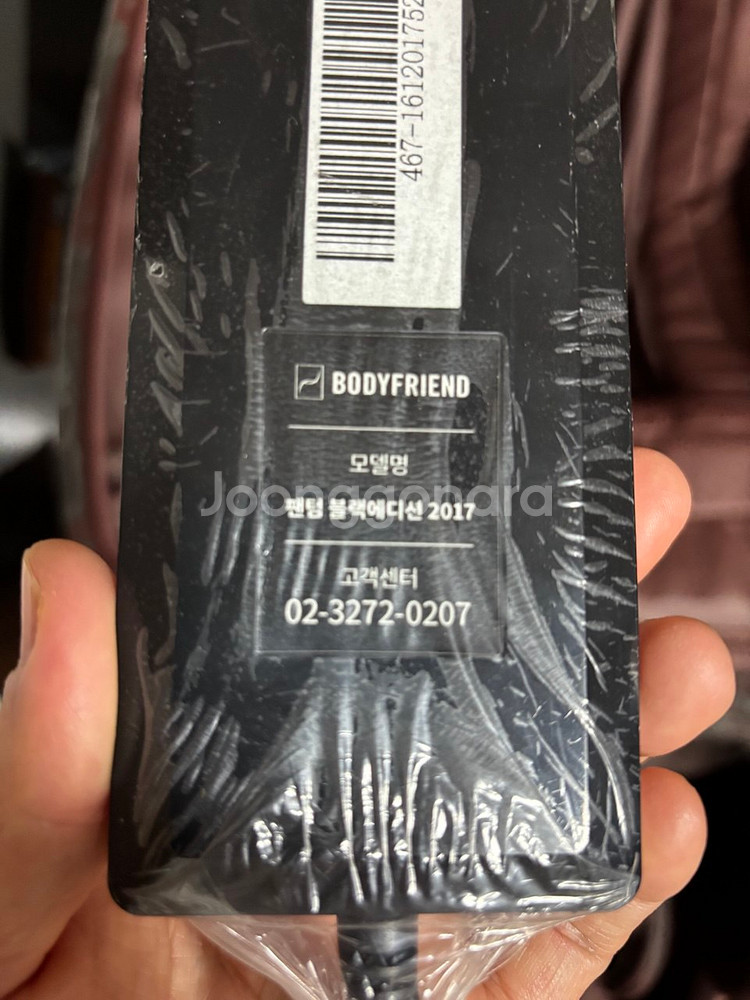 467-161201752
BODYFRIEND
모델명
팬텀 블랙에디션 2017
고객센터
02-3272-0207
Joonggonara